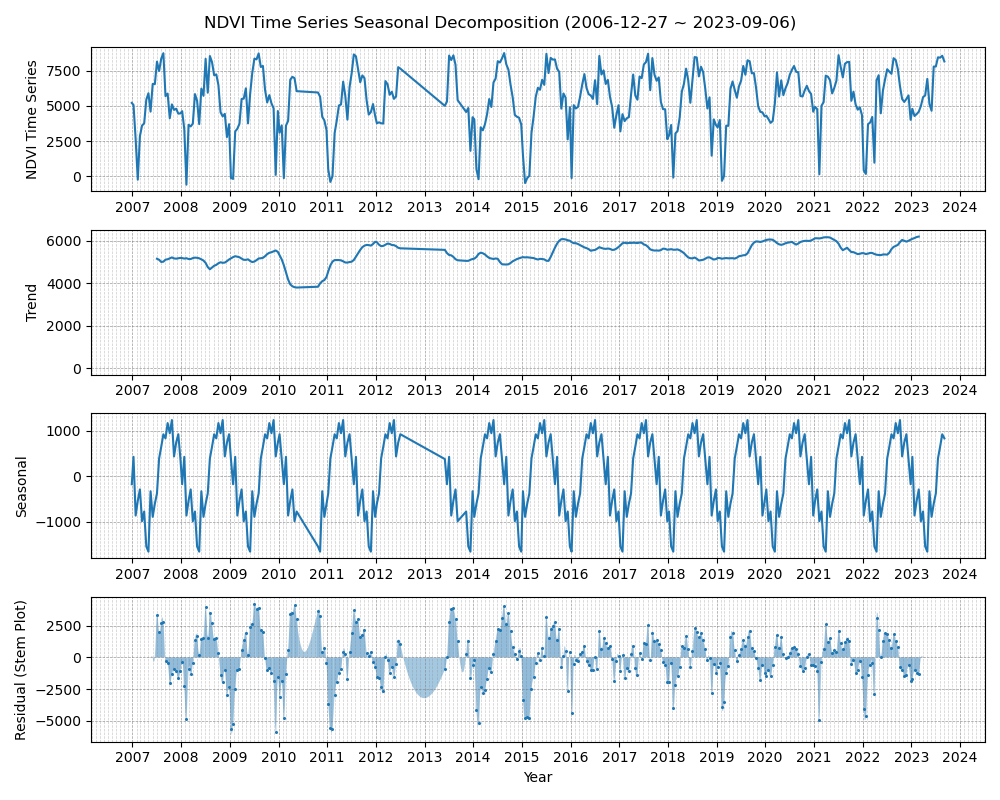 NDVI Time Series Seasonal Decomposition (2006-12-27 ~ 2023-09-06)
NDVI Time Series
7500
5000
2500
0
2007 2008 2009 2010 2011 2012 2013 2014 2015 2016 2017 2018 2019 2020 2021 2022 2023 2024
Trend
6000
4000
2000
0
2007 2008 2009 2010 2011 2012 2013 2014 2015 2016 2017 2018 2019 2020 2021 2022 2023 2024
Seasonal
1000
0
−1000
2007 2008 2009 2010 2011 2012 2013 2014 2015 2016 2017 2018 2019 2020 2021 2022 2023 2024
Residual (Stem Plot)
2500
0
−2500
−5000
2007 2008 2009 2010 2011 2012 2013 2014 2015 2016 2017 2018 2019 2020 2021 2022 2023 2024
Year